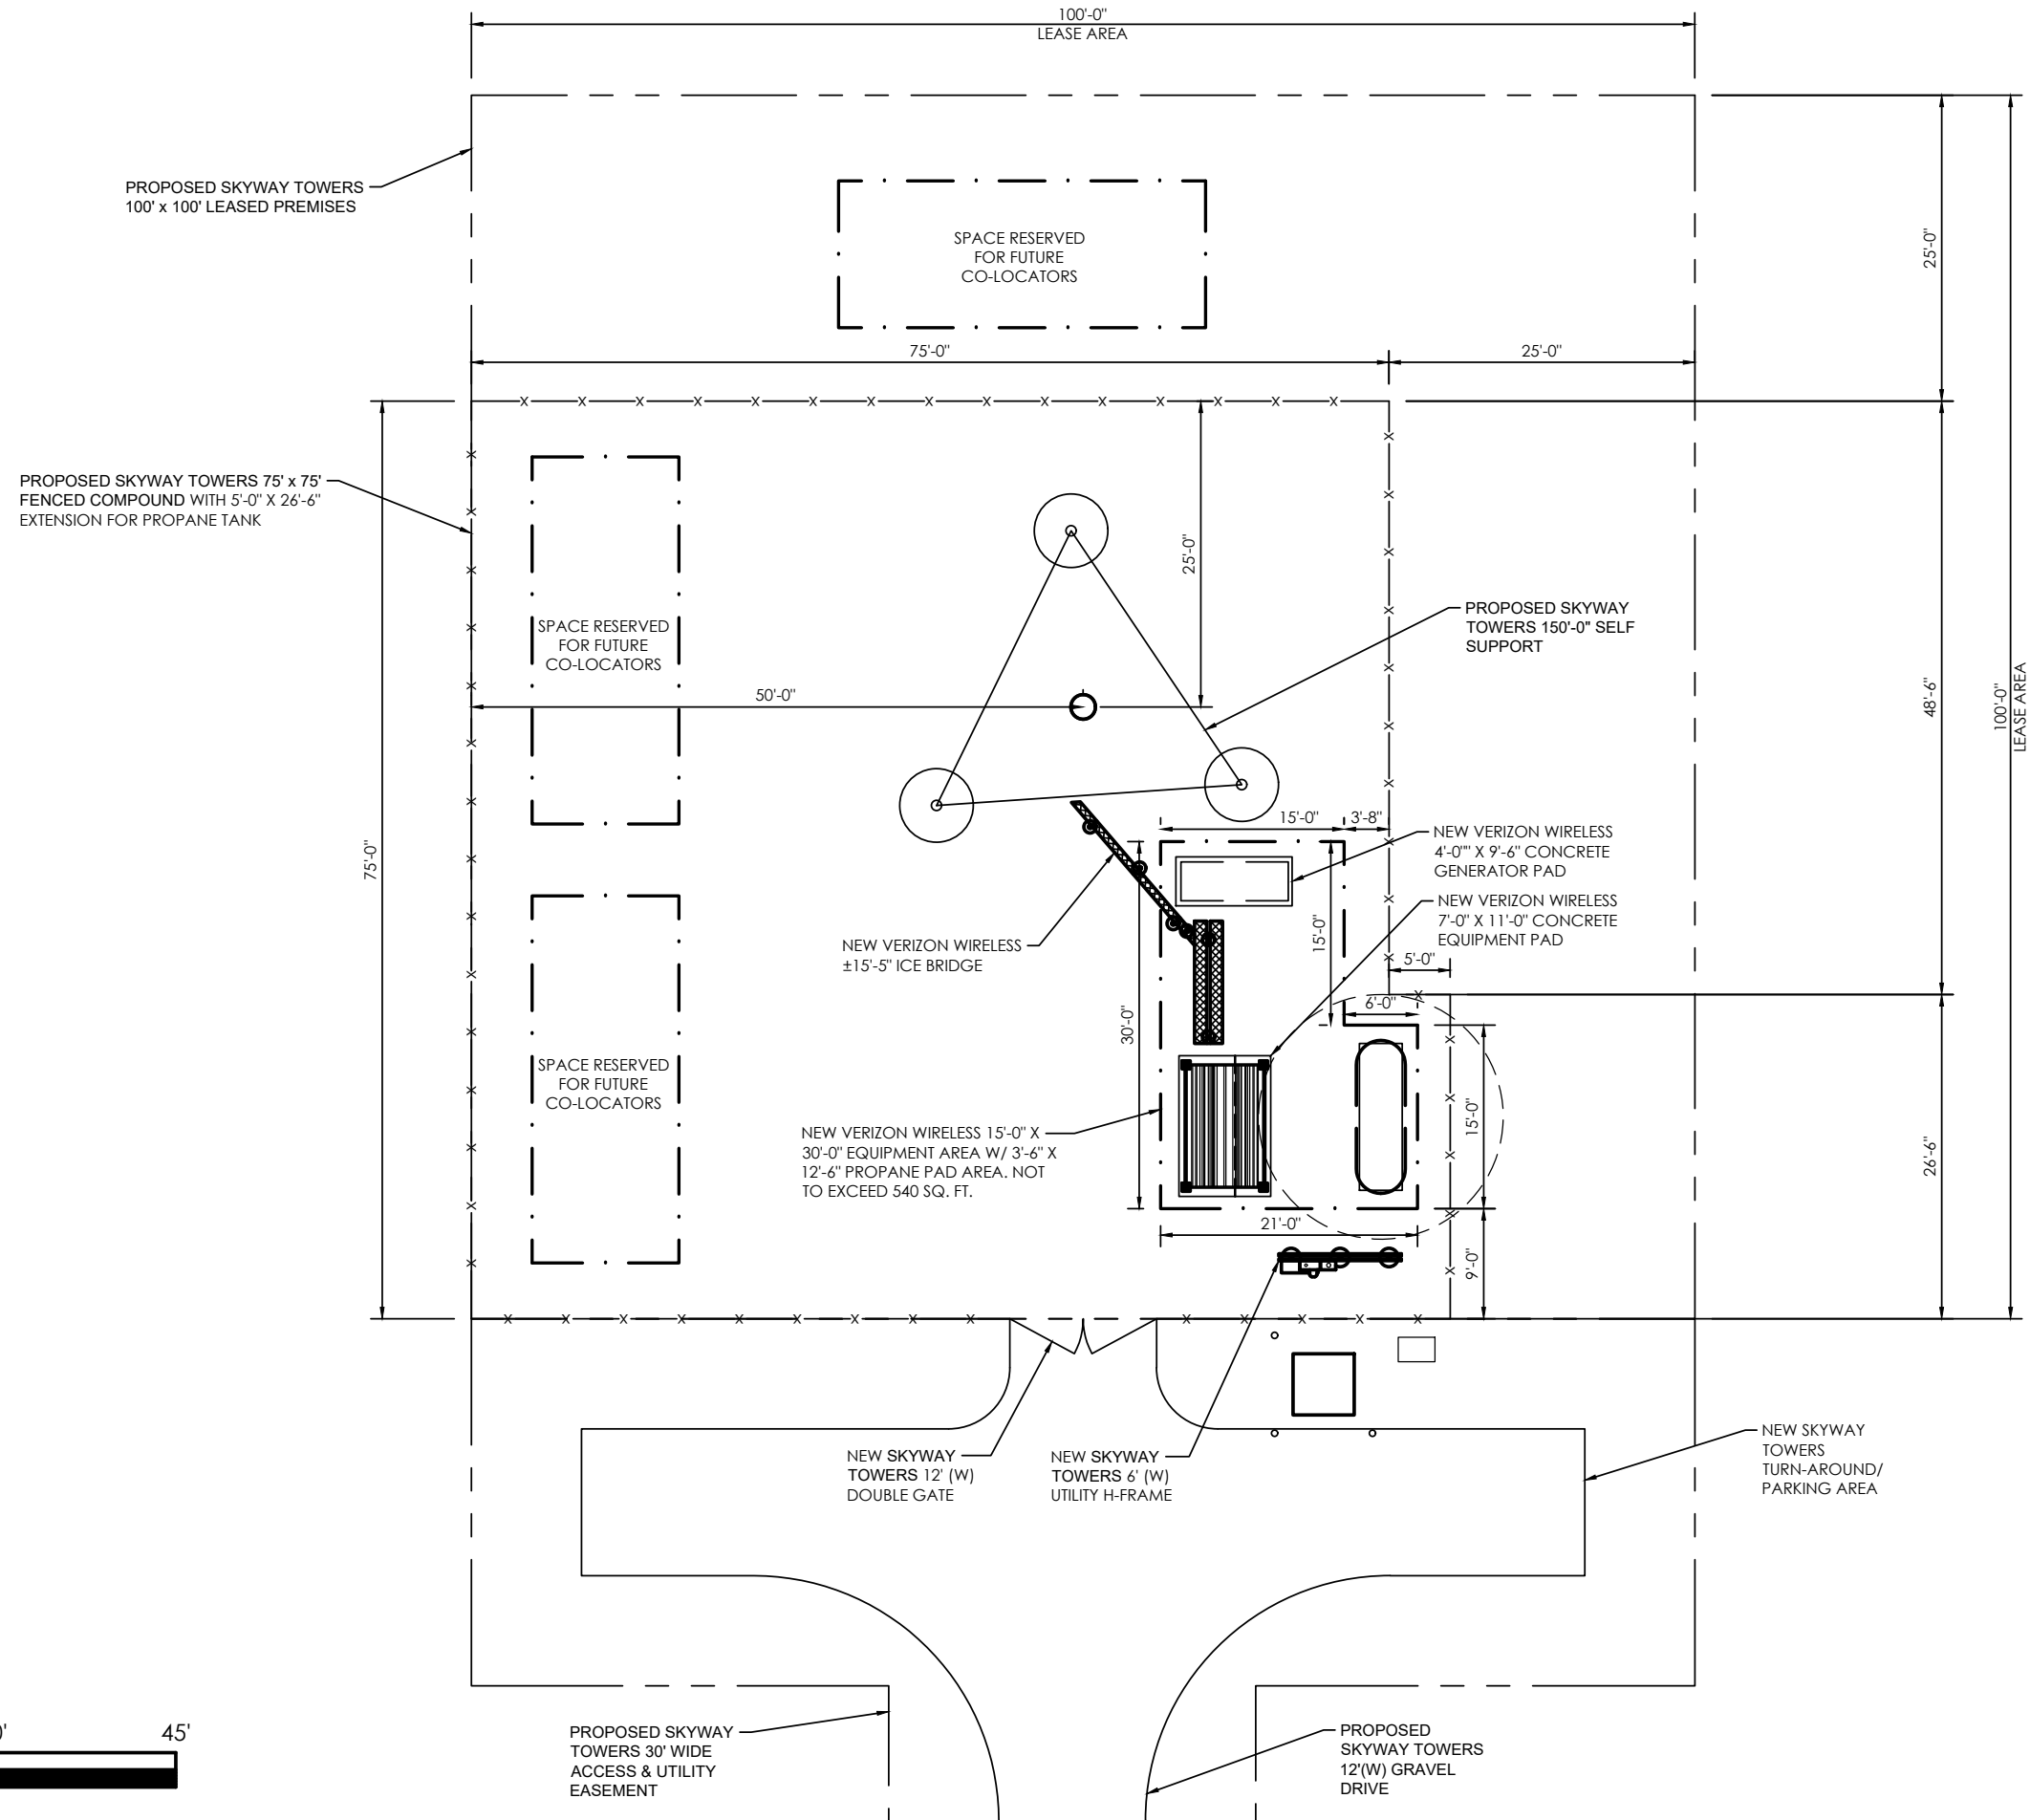 100'-0"
LEASE AREA
PROPOSED SKYWAY TOWERS
100' x 100' LEASED PREMISES
SPACE RESERVED
FOR FUTURE
CO-LOCATORS
25'-0"
75'-0"
25'-0"
PROPOSED SKYWAY TOWERS 75' x 75'
FENCED COMPOUND WITH 5'-0" X 26'-6"
EXTENSION FOR PROPANE TANK
25'-0"
SPACE RESERVED
FOR FUTURE
CO-LOCATORS
PROPOSED SKYWAY
TOWERS 150'-0" SELF
SUPPORT
50'-0"
48'-6"
100'-0"
LEASE AREA
75'-0"
15'-0"
3'-8"
NEW VERIZON WIRELESS
4'-0"" X 9'-6" CONCRETE
GENERATOR PAD
NEW VERIZON WIRELESS
7'-0" X 11'-0" CONCRETE
EQUIPMENT PAD
15'-0"
NEW VERIZON WIRELESS
±15'-5" ICE BRIDGE
5'-0"
6'-0"
30'-0"
SPACE RESERVED
FOR FUTURE
CO-LOCATORS
NEW VERIZON WIRELESS 15'-0" X
30'-0" EQUIPMENT AREA W/ 3'-6" X
12'-6" PROPANE PAD AREA. NOT
TO EXCEED 540 SQ. FT.
15'-0"
26'-6"
21'-0"
9'-0"
NEW SKYWAY
TOWERS 12' (W)
DOUBLE GATE
NEW SKYWAY
TOWERS 6' (W)
UTILITY H-FRAME
NEW SKYWAY
TOWERS
TURN-AROUND/
PARKING AREA
45'
PROPOSED SKYWAY
TOWERS 30' WIDE
ACCESS & UTILITY
EASEMENT
PROPOSED
SKYWAY TOWERS
12'(W) GRAVEL
DRIVE